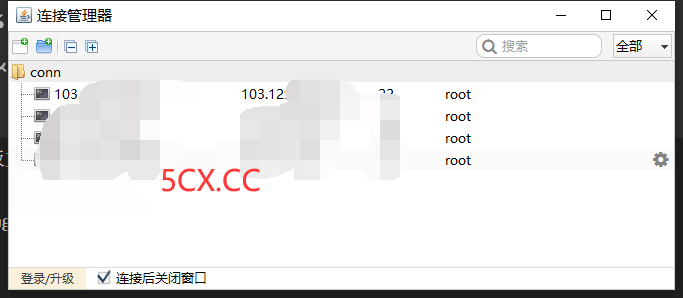 连接管理器
搜索
全部
conn
103. 103.12 22 root
root
root
root
5CX.CC
登录/升级
连接后关闭窗口